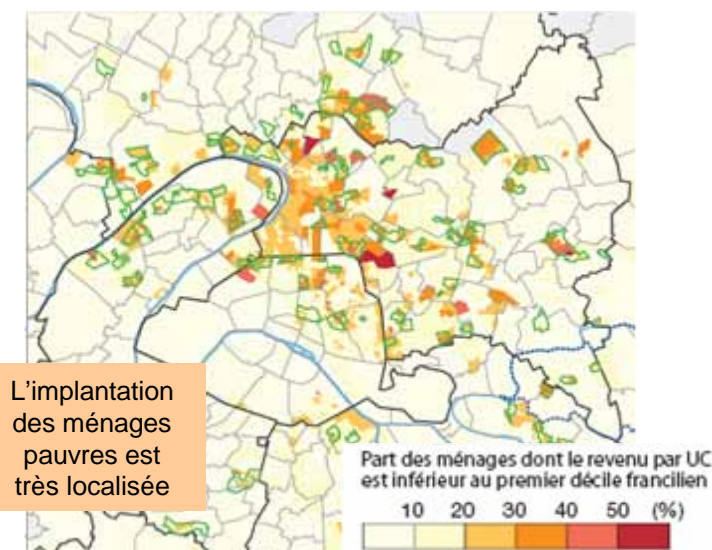 L’implantation
des ménages
pauvres est
très localisée
Part des ménages dont le revenu par UC
est inférieur au premier décile francilien
10 20 30 40 50 (%)